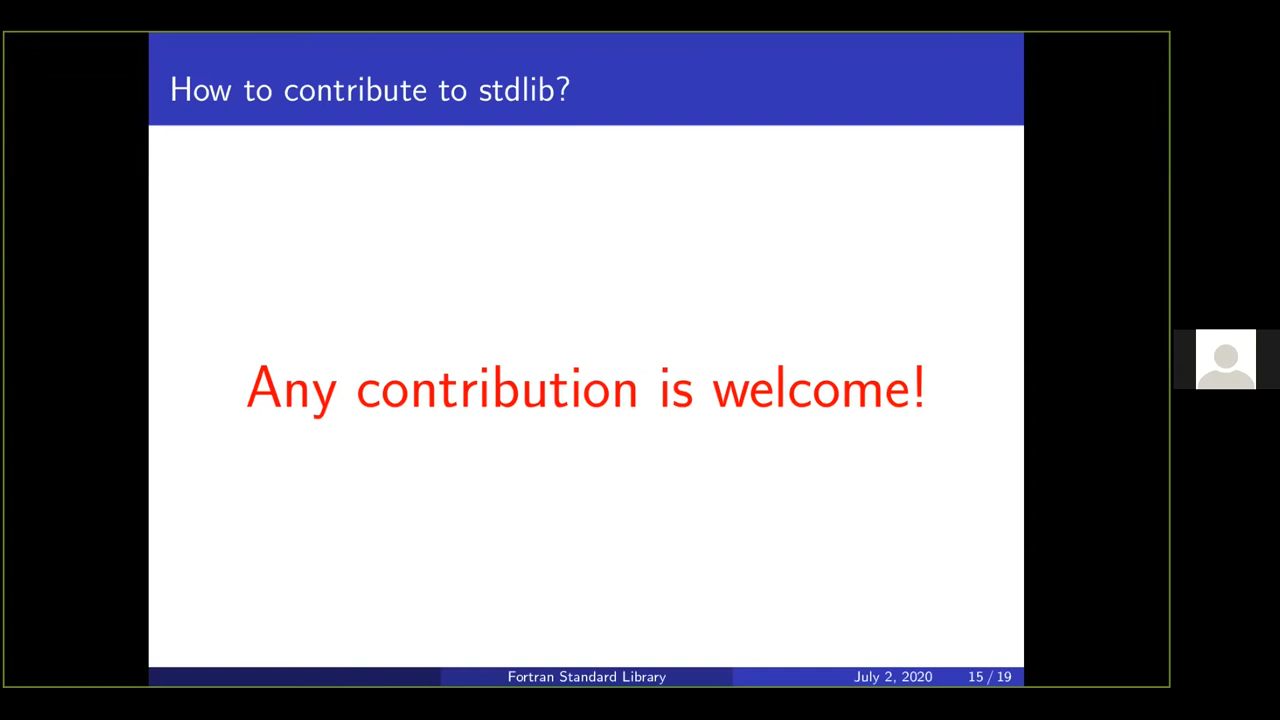 How to contribute to stdlib?
Any contribution is welcome!
Fortran Standard Library July 2, 2020 15 / 19